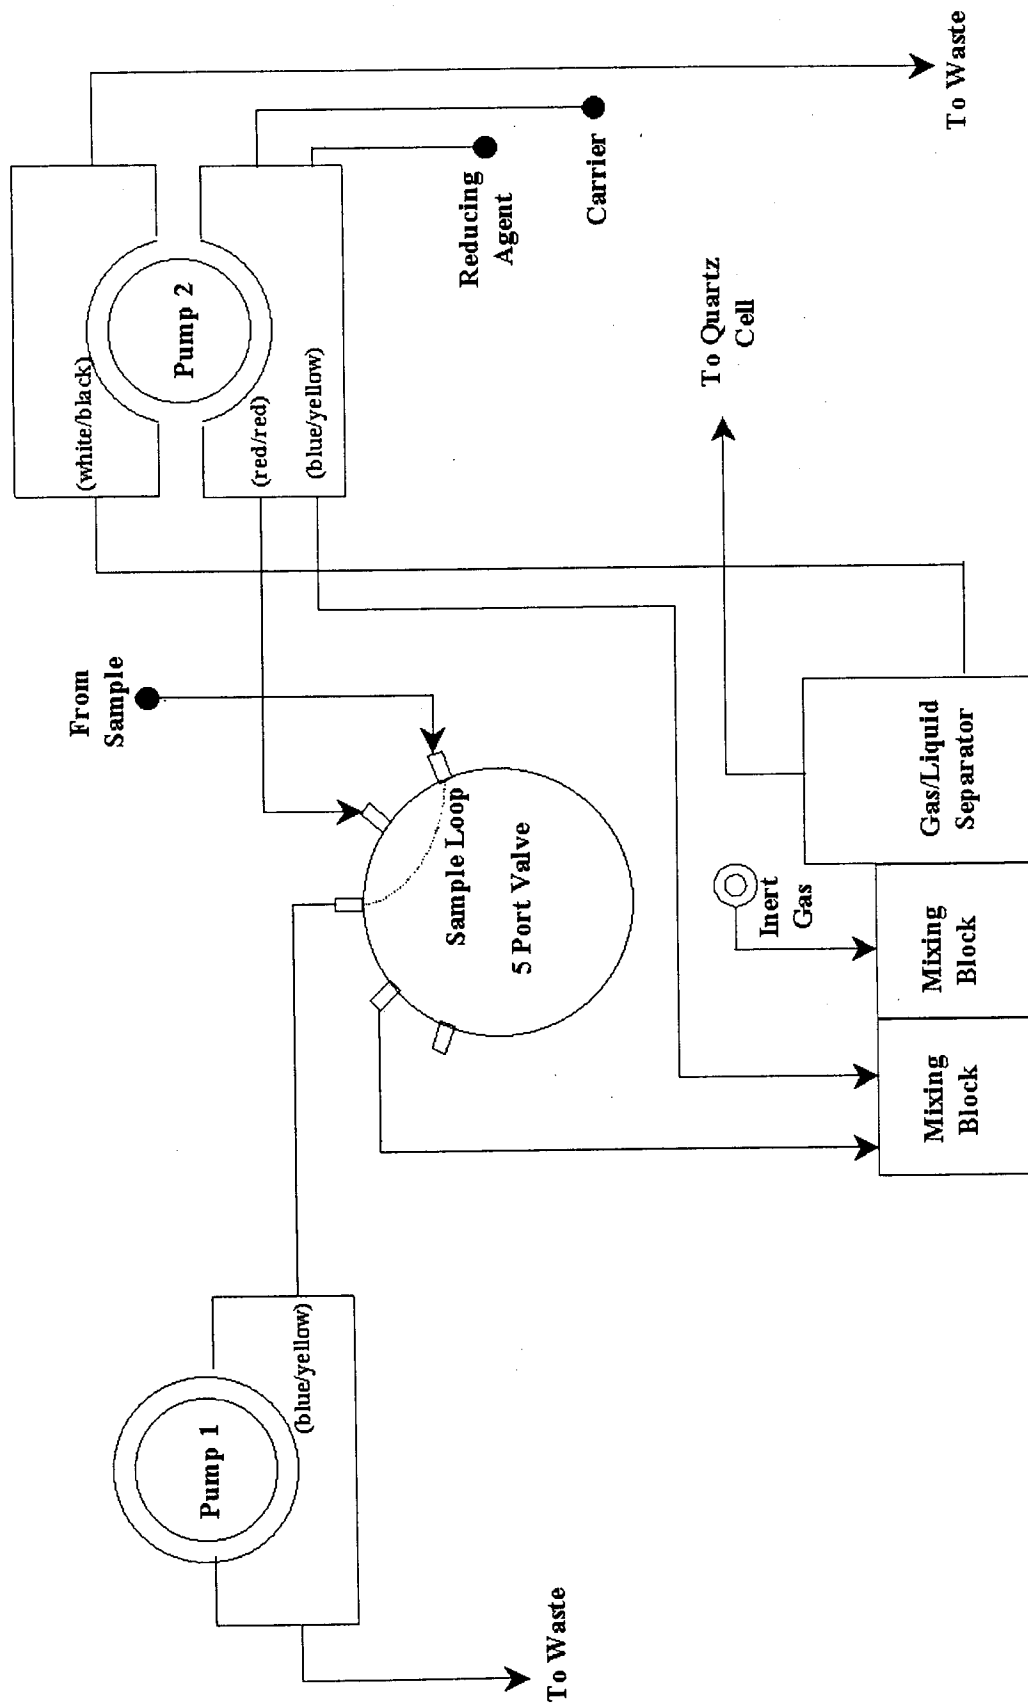 To Waste
Pump 1
(blue/yellow)
From
Sample
Sample Loop
5 Port Valve
(white/black)
Pump 2
(red/red)
(blue/yellow)
Reducing
Agent
Carrier
To Waste
To Quartz
Cell
Inert
Gas
Mixing
Block
Mixing
Block
Gas/Liquid
Separator